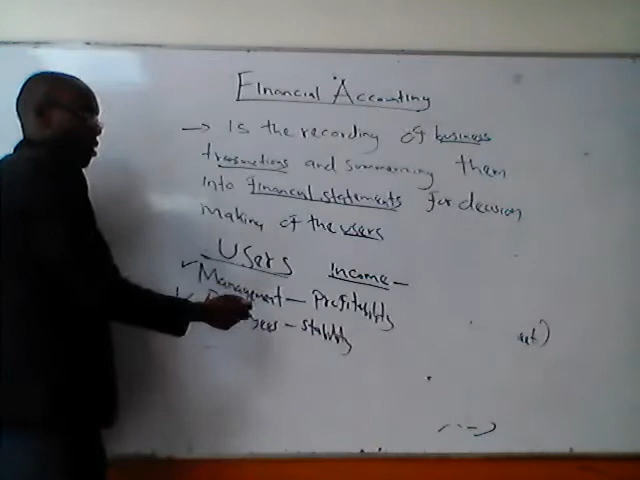 Financial Accounting
→ Is the recording of business
transactions and summarising them
into financial statements for decision
making of the users
Users Income –
✓ Management – Profitability
✓ – Stability